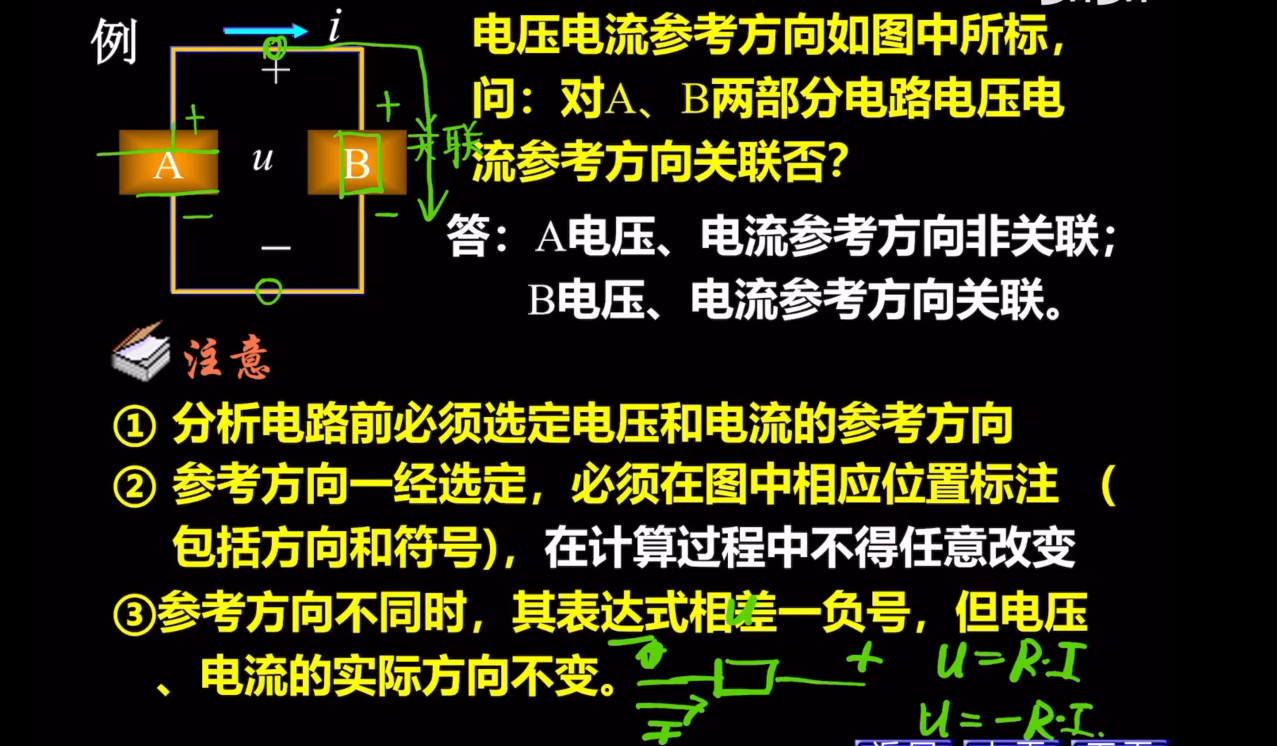 例
i
+
A
u
B
−
+
−
+
−
关联
电压电流参考方向如图中所标，
问：对A、B两部分电路电压电
流参考方向关联否？
答：A电压、电流参考方向非关联；
B电压、电流参考方向关联。
注意
① 分析电路前必须选定电压和电流的参考方向
② 参考方向一经选定，必须在图中相应位置标注 （
包括方向和符号)，在计算过程中不得任意改变
③参考方向不同时，其表达式相差一负号，但电压
、电流的实际方向不变。
u
+
I
u=R·I
u=-R·I.